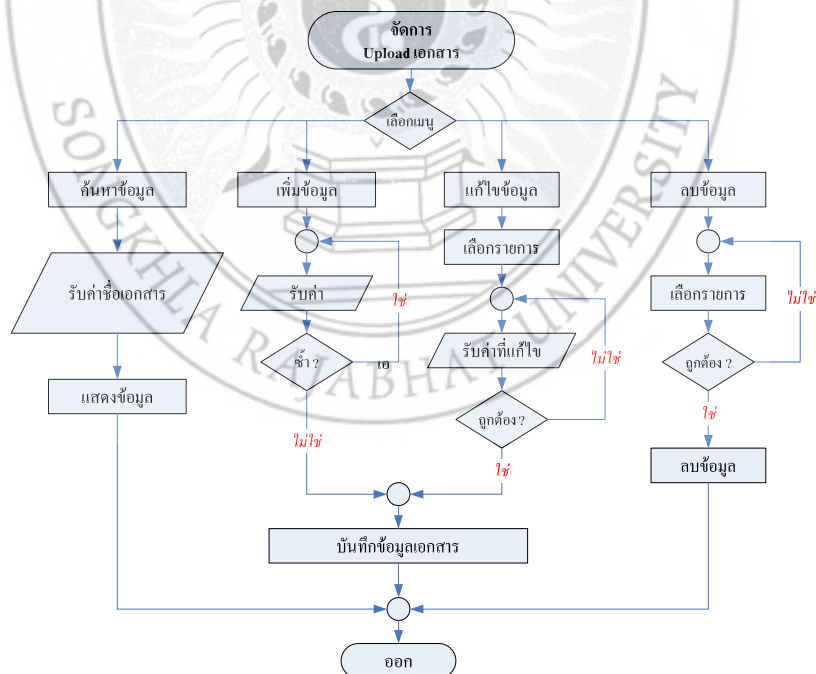 จัดการ
Upload เอกสาร
เลือกเมนู
ค้นหาข้อมูล
เพิ่มข้อมูล
แก้ไขข้อมูล
ลบข้อมูล
เลือกรายการ
รับค่าชื่อเอกสาร
รับค่า
ใช่
เลือกรายการ
ไม่ใช่
รับค่าที่แก้ไข
ไม่ใช่
ซ้ำ ?
เอ
ถูกต้อง ?
แสดงข้อมูล
ถูกต้อง ?
ใช่
ไม่ใช่
ใช่
ลบข้อมูล
บันทึกข้อมูลเอกสาร
ออก
SONGKHLA RAJABHAT UNIVERSITY